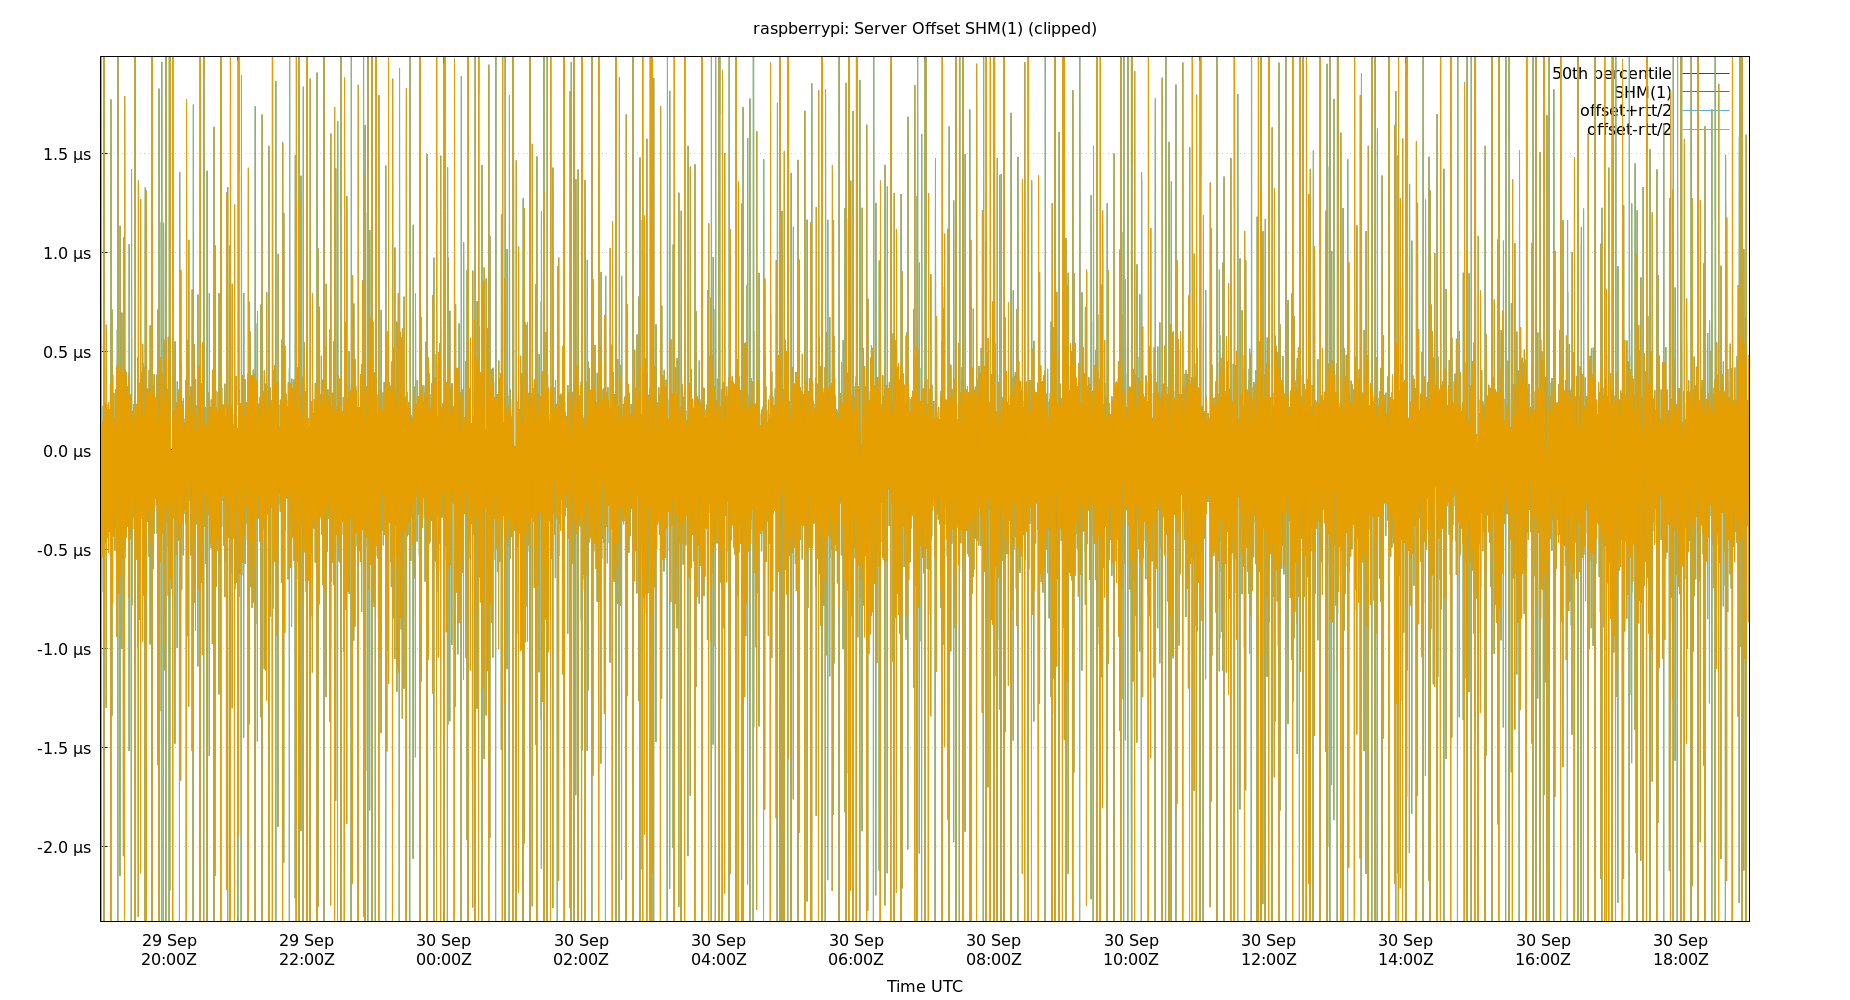 raspberrypi: Server Offset SHM(1) (clipped)
50th percentile
SHM(1)
offset+rtt/2
offset-rtt/2
1.5 µs
1.0 µs
0.5 µs
0.0 µs
-0.5 µs
-1.0 µs
-1.5 µs
-2.0 µs
29 Sep 29 Sep 30 Sep 30 Sep 30 Sep 30 Sep 30 Sep 30 Sep 30 Sep 30 Sep 30 Sep 30 Sep
20:00Z 22:00Z 00:00Z 02:00Z 04:00Z 06:00Z 08:00Z 10:00Z 12:00Z 14:00Z 16:00Z 18:00Z
Time UTC